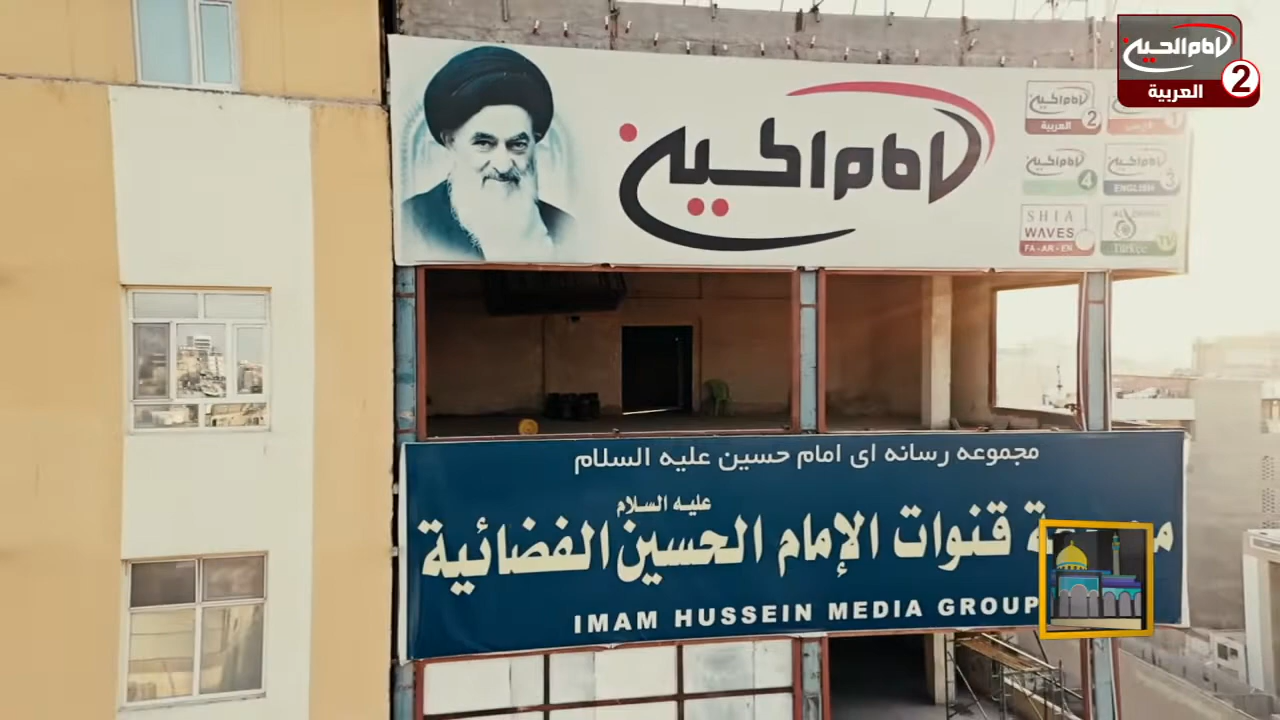 الإمام الحسين
2
العربية
الإمام الحسين
2
العربية
4
3
ENGLISH
SHIA
WAVES
FA - AR - EN
TÜRKÇE
مجموعه رسانه ای امام حسین علیه السلام
عليه السلام
قنوات الإمام الحسين الفضائية
IMAM HUSSEIN MEDIA GROUP